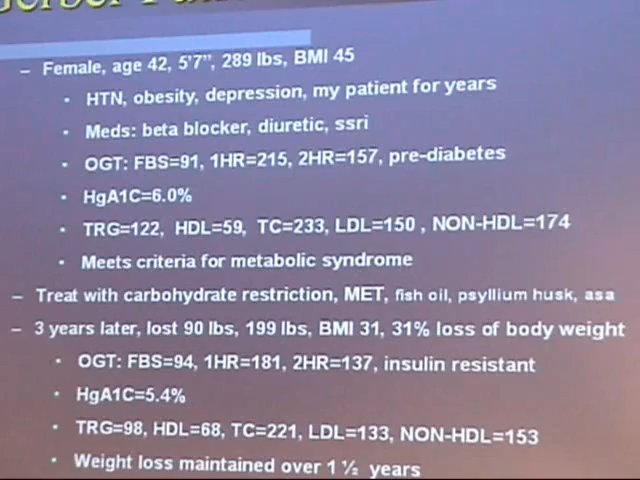 – Female, age 42, 5'7", 289 lbs, BMI 45
• HTN, obesity, depression, my patient for years
• Meds: beta blocker, diuretic, ssri
• OGT: FBS=91, 1HR=215, 2HR=157, pre-diabetes
• HgA1C=6.0%
• TRG=122, HDL=59, TC=233, LDL=150 , NON-HDL=174
• Meets criteria for metabolic syndrome
– Treat with carbohydrate restriction, MET, fish oil, psyllium husk, asa
– 3 years later, lost 90 lbs, 199 lbs, BMI 31, 31% loss of body weight
• OGT: FBS=94, 1HR=181, 2HR=137, insulin resistant
• HgA1C=5.4%
• TRG=98, HDL=68, TC=221, LDL=133, NON-HDL=153
• Weight loss maintained over 1 ½ years